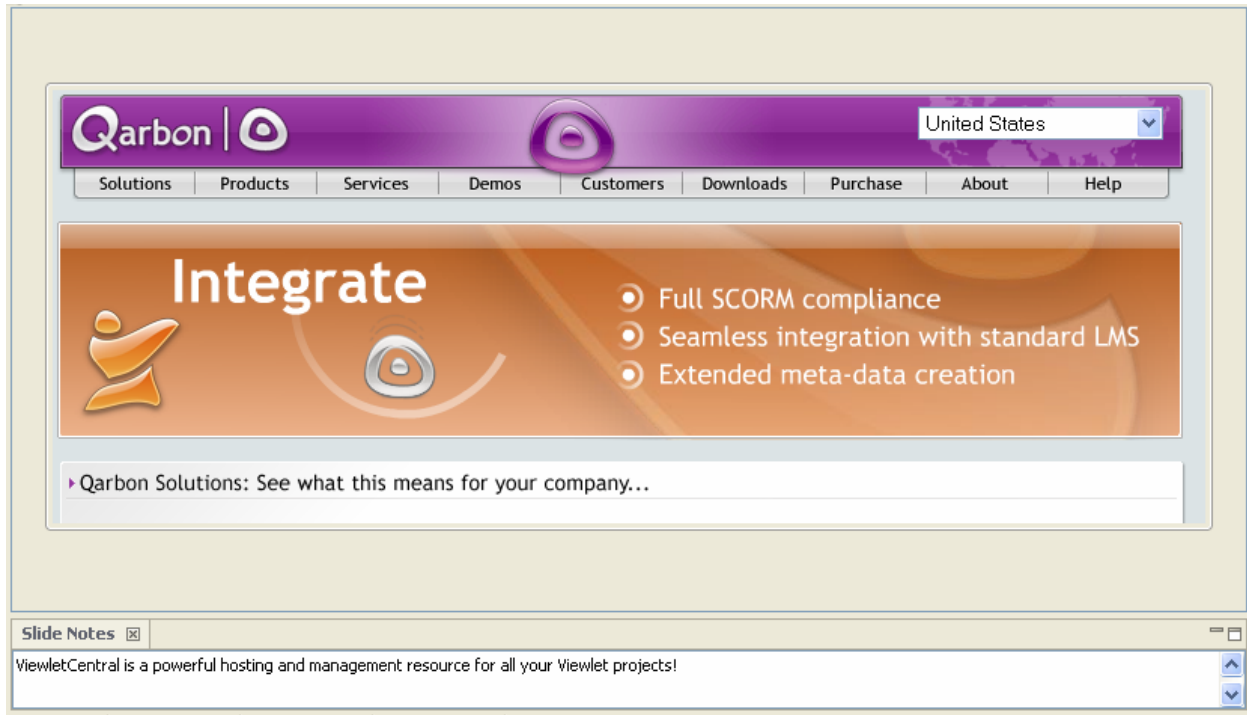 Qarbon
United States
Solutions Products Services Demos Customers Downloads Purchase About Help
Integrate
Full SCORM compliance
Seamless integration with standard LMS
Extended meta-data creation
Qarbon Solutions: See what this means for your company...
Slide Notes
ViewletCentral is a powerful hosting and management resource for all your Viewlet projects!